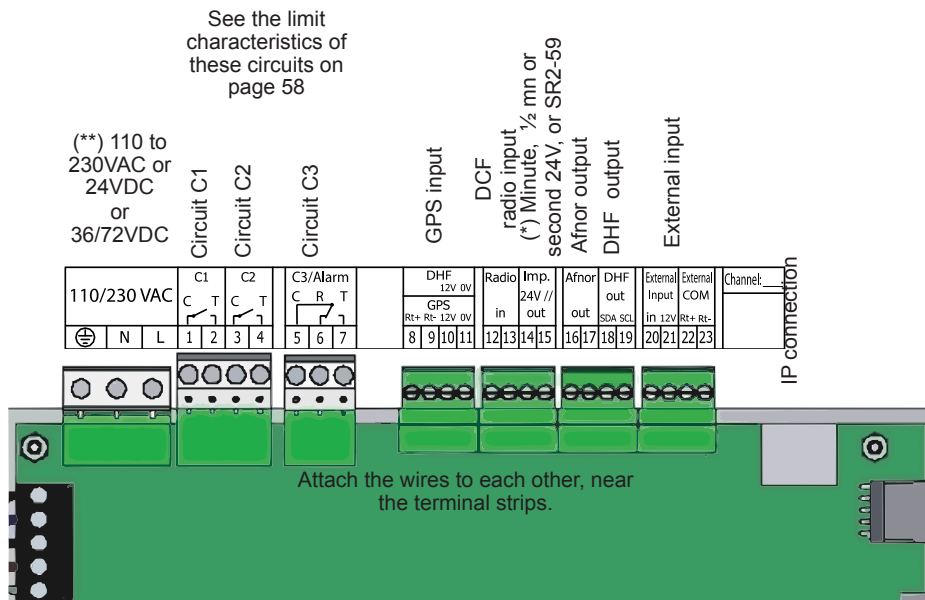 See the limit
characteristics of
these circuits on
page 58
(**) 110 to
230VAC or
24VDC
or
36/72VDC
Circuit C1
Circuit C2
Circuit C3
GPS input
DCF
radio input
(*) Minute, ½ mn or
second 24V, or SR2-59
Afnor output
DHF output
External input
IP connection
110/230 VAC
N L
C1
C T
1 2
C2
C T
3 4
C3/Alarm
C R T
5 6 7
DHF
12V 0V
GPS
Rt+ Rt- 12V 0V
8 9 10 11
Radio
in
12 13
Imp.
24V //
out
14 15
Afnor
out
16 17
DHF
out
SDA SCL
18 19
External
Input
in 12V
20 21
External
COM
Rt+ Rt-
22 23
Channel:___.
Attach the wires to each other, near
the terminal strips.